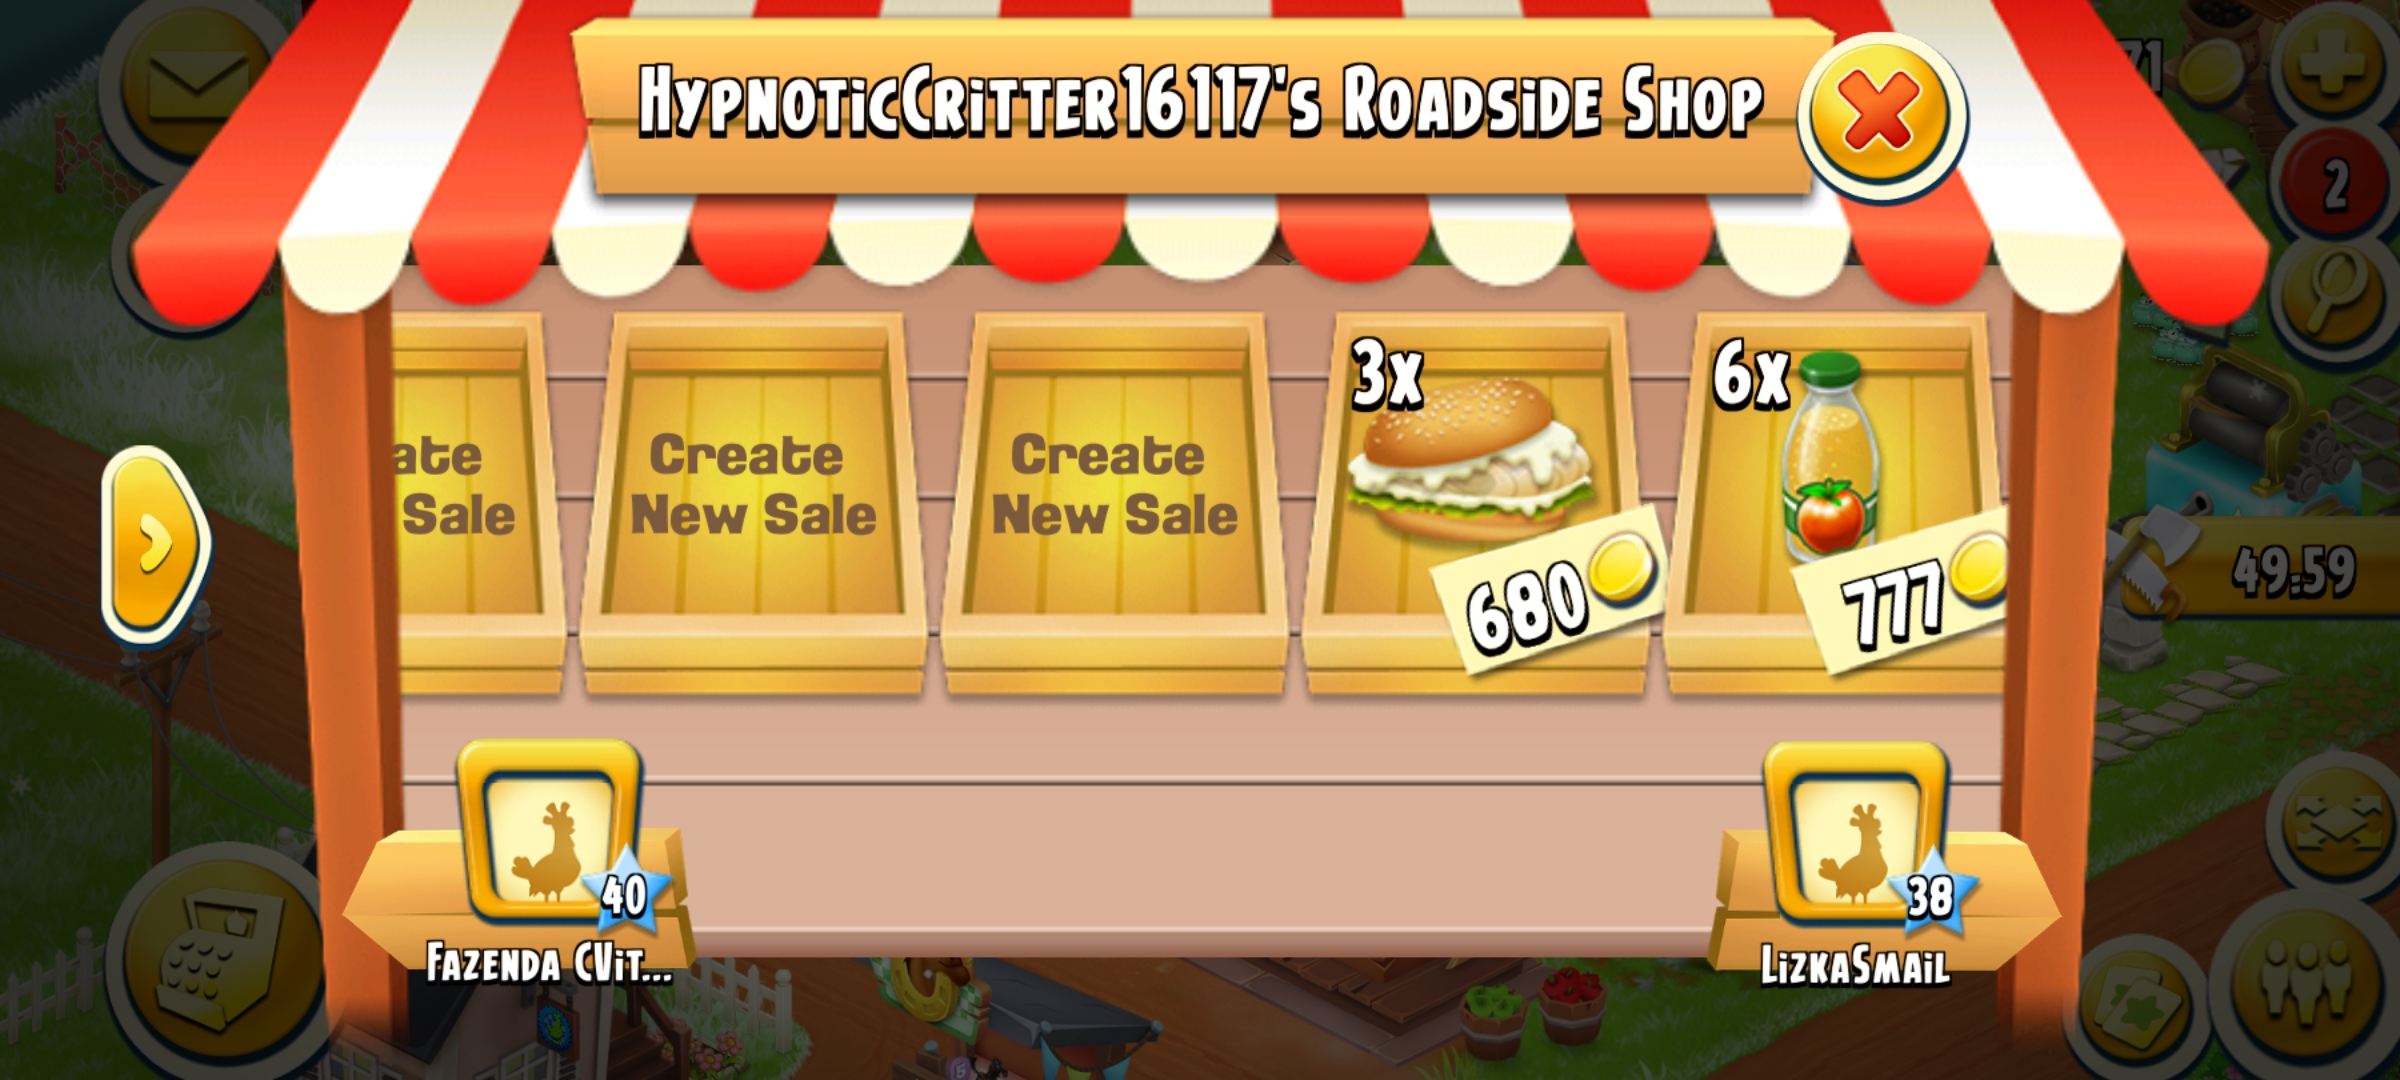 HypnoticCritter16117's Roadside Shop
71
2
ate
Sale
Create
New Sale
Create
New Sale
3x
680
6x
777
49:59
40
Fazenda CVit...
38
LizkaSmail